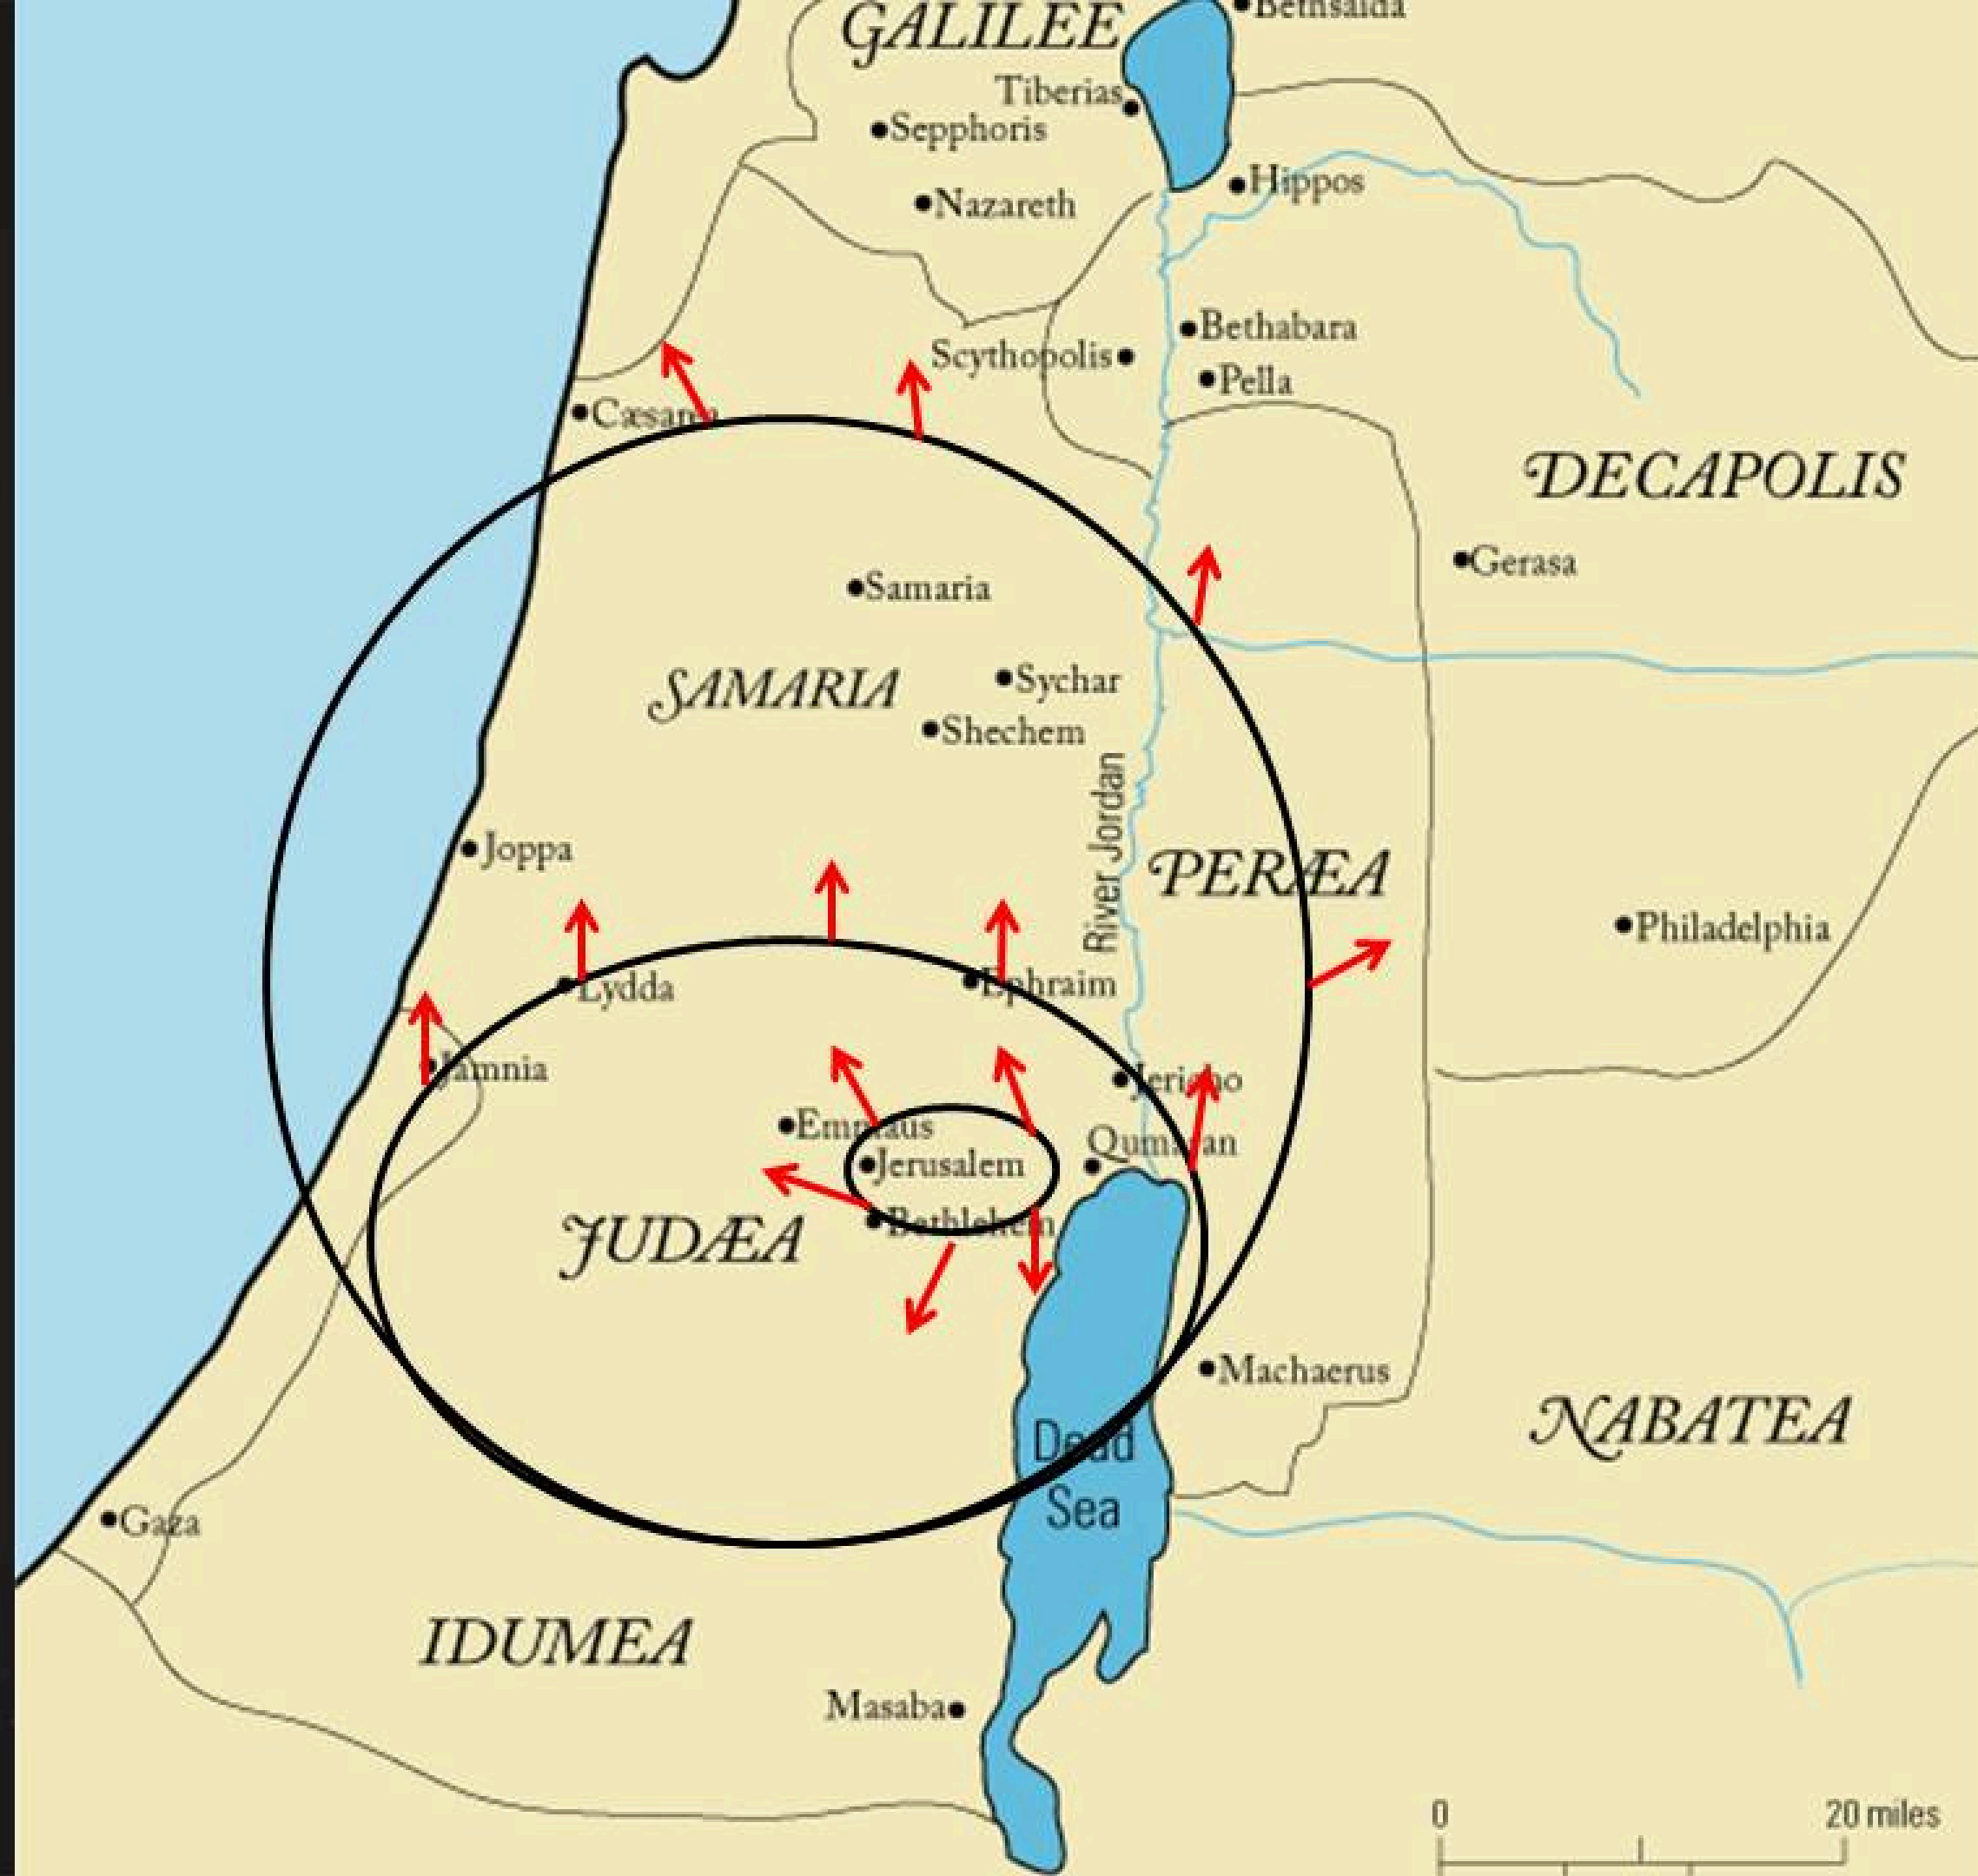 GALILEE
Bethsaida
Tiberias
Sepphoris
Hippos
Nazareth
Bethabara
Scythopolis
Pella
Cæsarea
DECAPOLIS
Gerasa
Samaria
Sychar
SAMARIA
Shechem
River Jordan
Joppa
PERÆA
Philadelphia
Lydda
Ephraim
Jamnia
Jericho
Emmaus
Qumran
Jerusalem
Bethlehem
JUDÆA
Machaerus
NABATEA
Dead
Sea
Gaza
IDUMEA
Masaba
0 20 miles